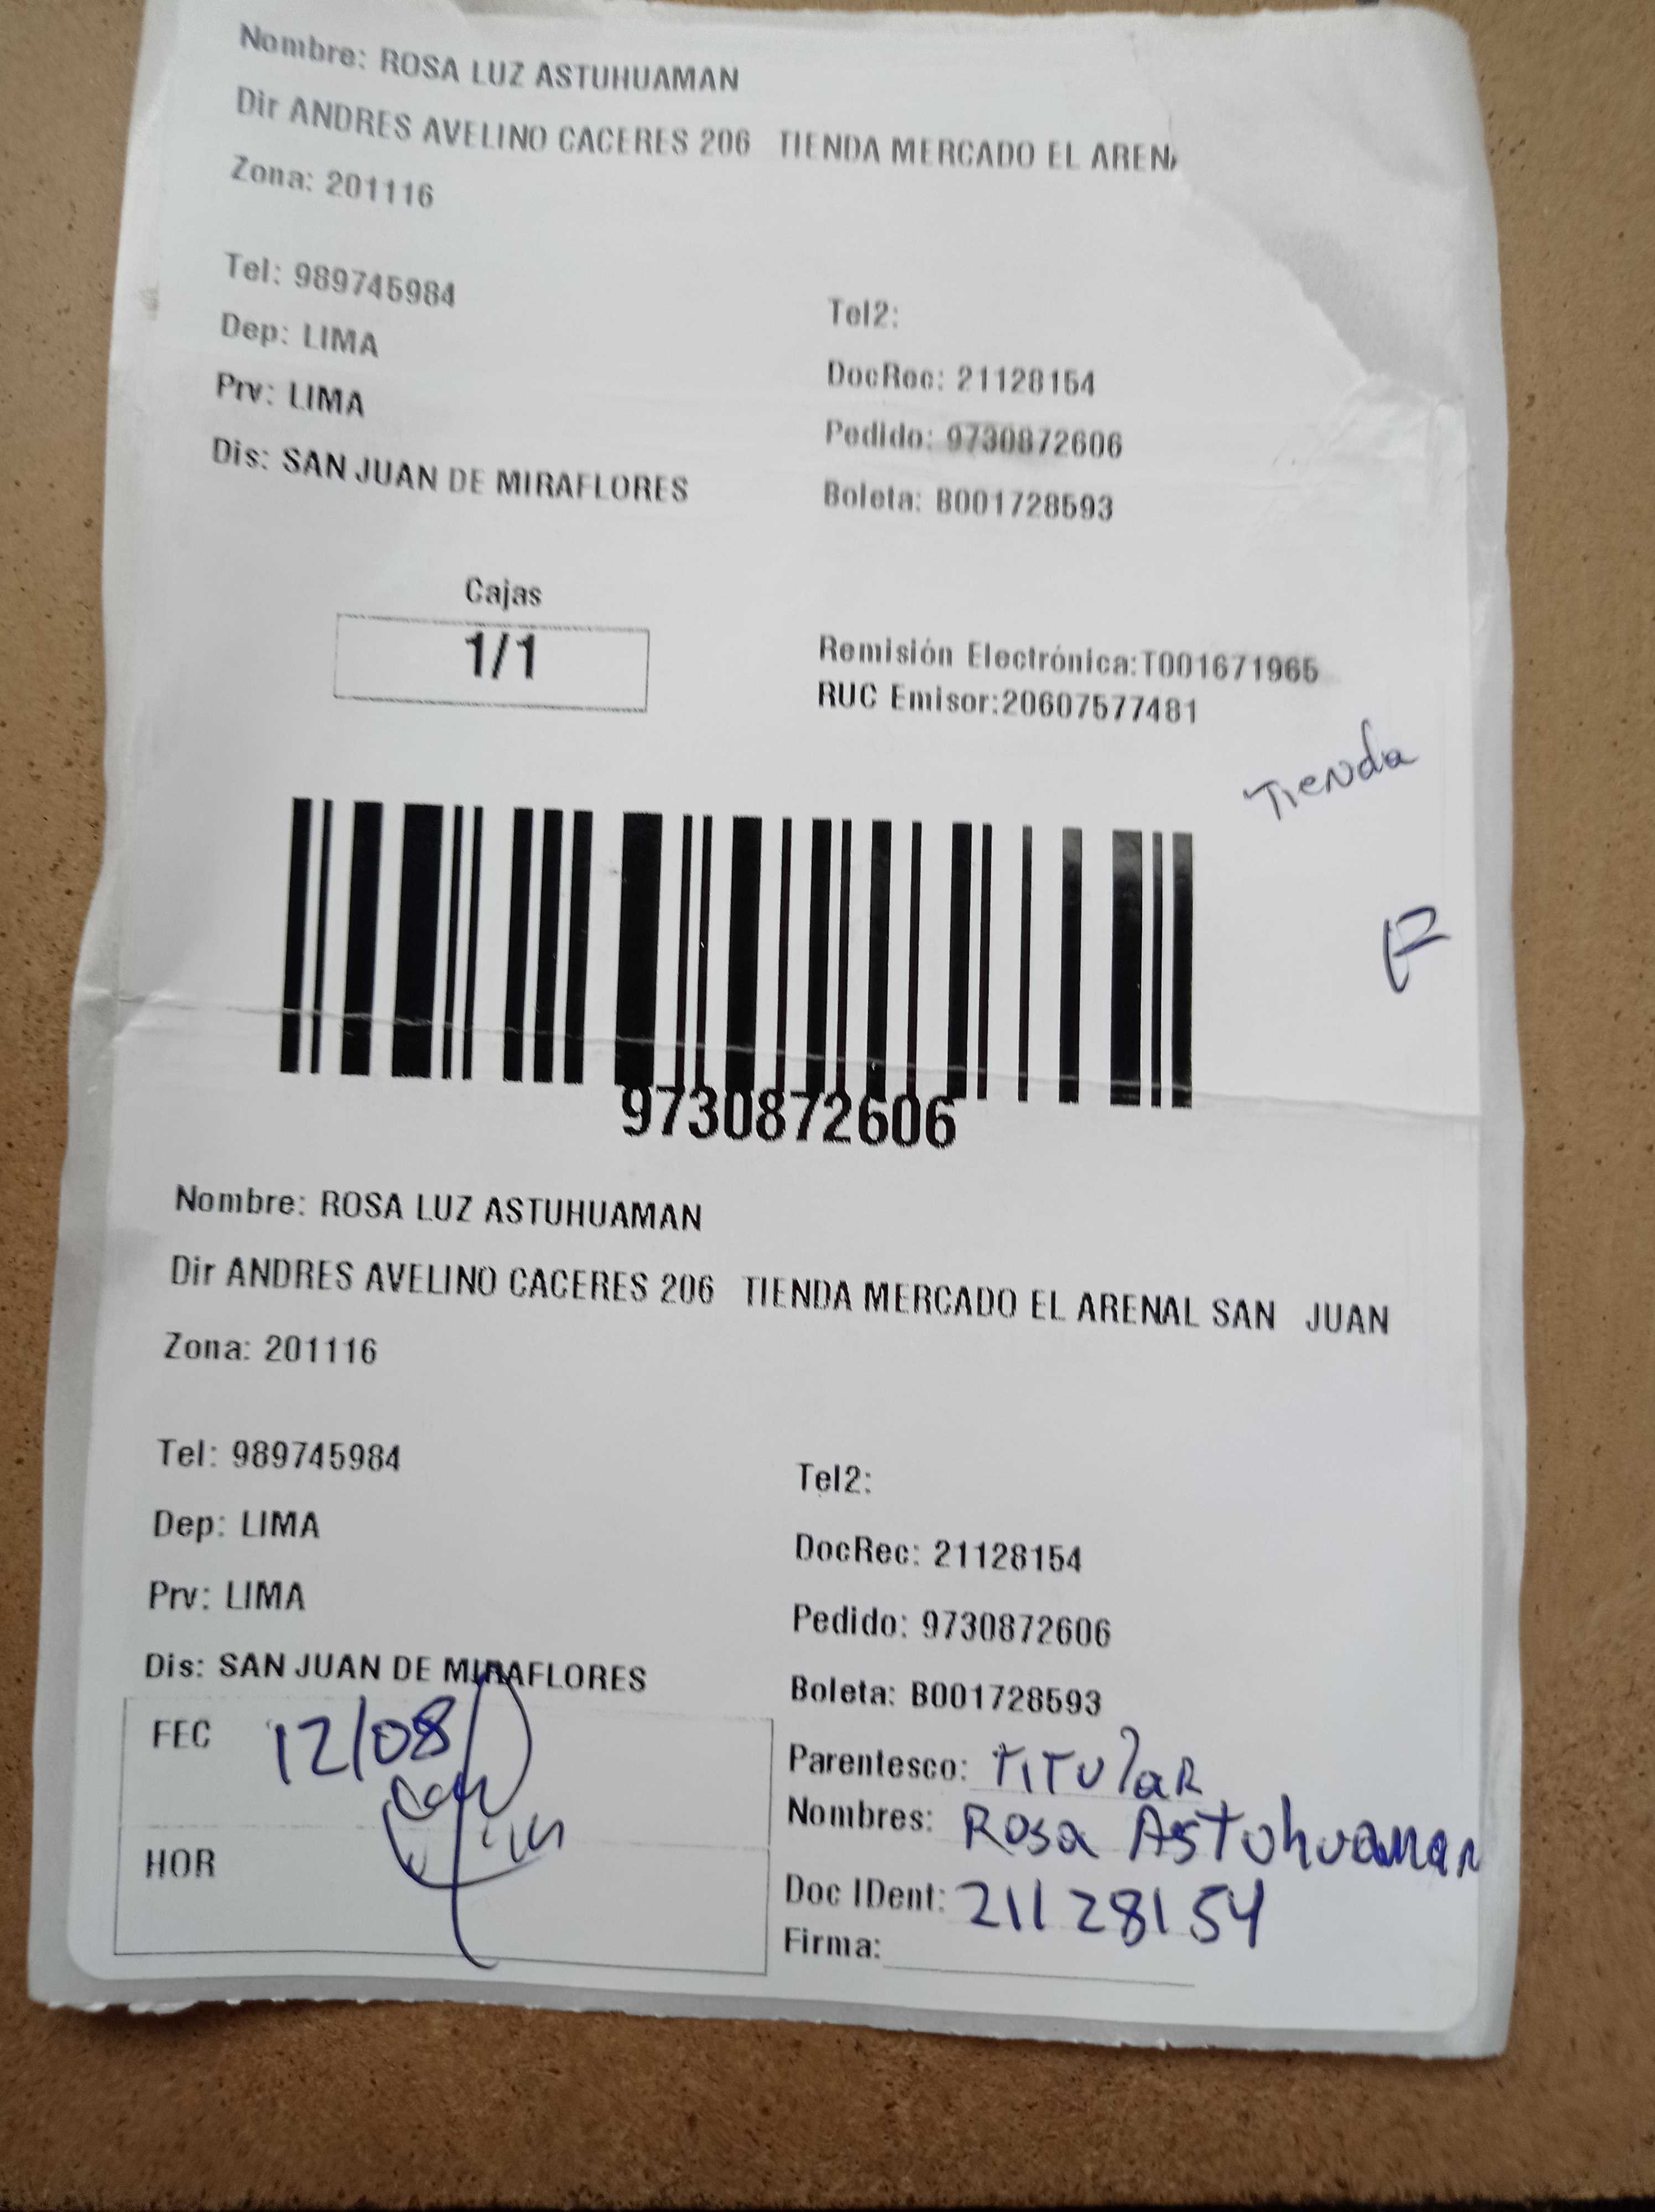 Nombre: ROSA LUZ ASTUHUAMAN
Dir ANDRES AVELINO CACERES 206 TIENDA MERCADO EL ARENA
Zona: 201116
Tel: 989745984
Tel2:
Dep: LIMA
DocRec: 21128154
Prv: LIMA
Pedido: 9730872606
Dis: SAN JUAN DE MIRAFLORES
Boleta: B001728593
Cajas
1/1
Remisión Electrónica:T001671965
RUC Emisor:20607577481
Tienda
F
9730872606
Nombre: ROSA LUZ ASTUHUAMAN
Dir ANDRES AVELINO CACERES 206 TIENDA MERCADO EL ARENAL SAN JUAN
Zona: 201116
Tel: 989745984
Tel2:
Dep: LIMA
DocRec: 21128154
Prv: LIMA
Pedido: 9730872606
Dis: SAN JUAN DE MIRAFLORES
Boleta: B001728593
FEC 12/08
Parentesco: TITUlaR
Nombres: Rosa Astuhuaman
HOR
Doc IDent: 21128154
Firma: